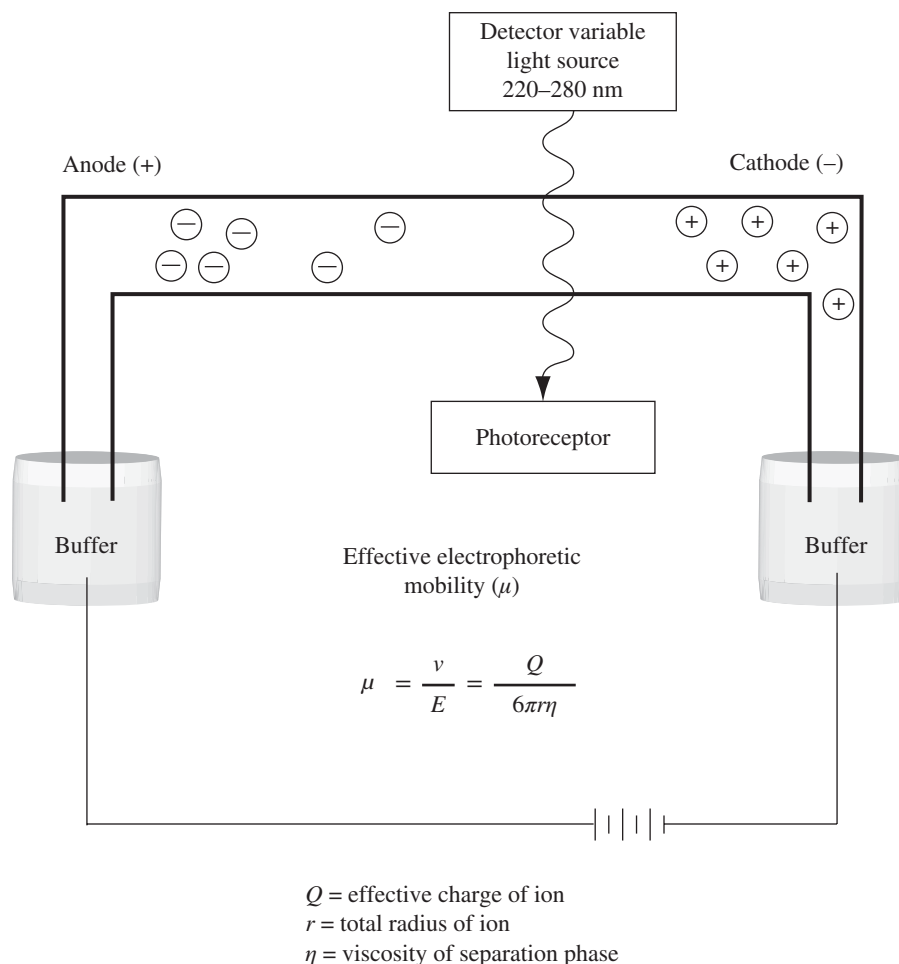 Detector variable
light source
220–280 nm
Anode (+)
Cathode (–)
— — — — — — + + + + + +
Photoreceptor
Buffer
Buffer
Effective electrophoretic
mobility (μ)
μ = v/E = Q/6πrη
Q = effective charge of ion
r = total radius of ion
η = viscosity of separation phase